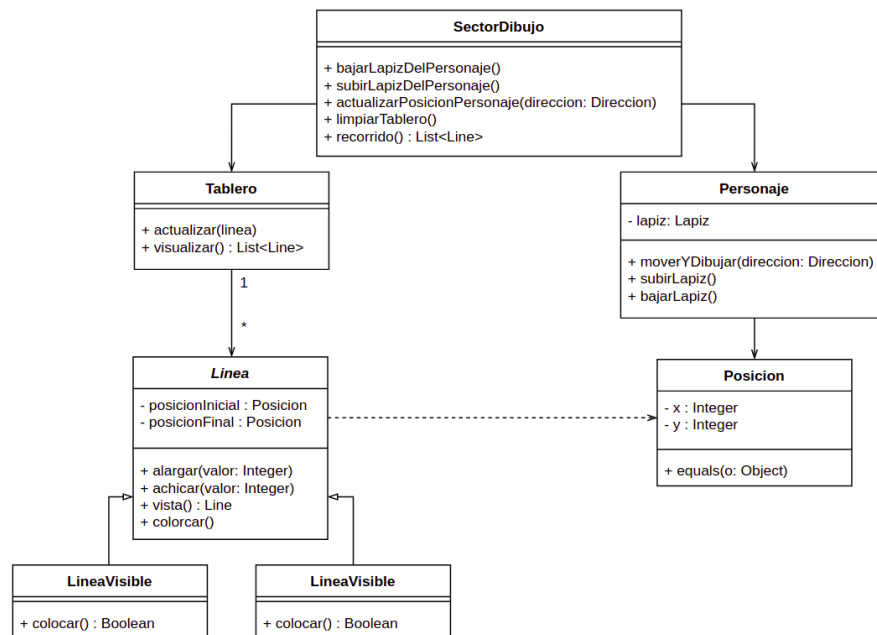 SectorDibujo
+ bajarLapizDelPersonaje()
+ subirLapizDelPersonaje()
+ actualizarPosicionPersonaje(direccion: Direccion)
+ limpiarTablero()
+ recorrido() : List<Line>
Tablero
+ actualizar(linea)
+ visualizar() : List<Line>
Personaje
- lapiz: Lapiz
+ moverYDibujar(direccion: Direccion)
+ subirLapiz()
+ bajarLapiz()
1
*
Linea
- posicionInicial : Posicion
- posicionFinal : Posicion
+ alargar(valor: Integer)
+ achicar(valor: Integer)
+ vista() : Line
+ colorcar()
Posicion
- x : Integer
- y : Integer
+ equals(o: Object)
LineaVisible
+ colocar() : Boolean
LineaVisible
+ colocar() : Boolean